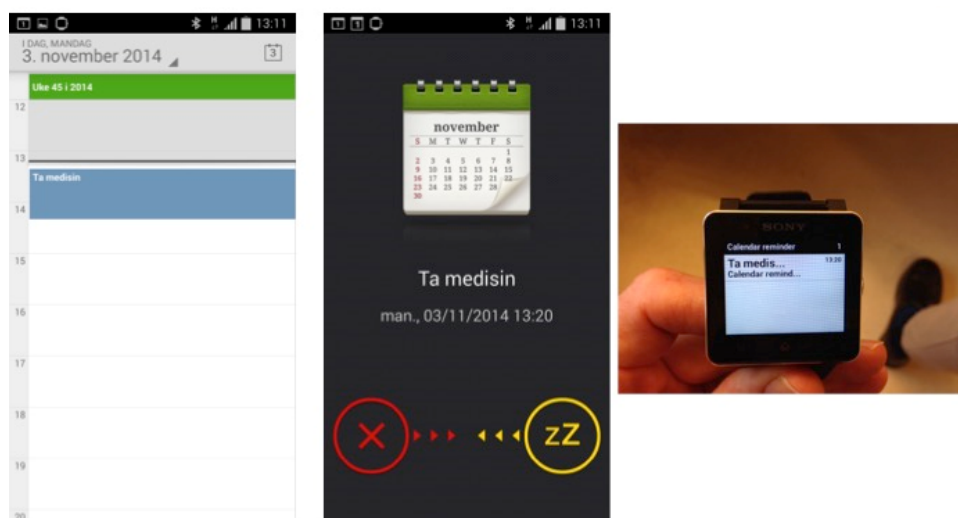 13:11
I DAG, MANDAG
3. november 2014
3
Uke 45 i 2014
12
13
Ta medisin
14
15
16
17
18
19
20
13:11
november
S M T W T F S
1
2 3 4 5 6 7 8
9 10 11 12 13 14 15
16 17 18 19 20 21 22
23 24 25 26 27 28
30
Ta medisin
man., 03/11/2014 13:20
zZ
SONY
Calendar reminder 1
Ta medis... 13:20
Calendar remind...